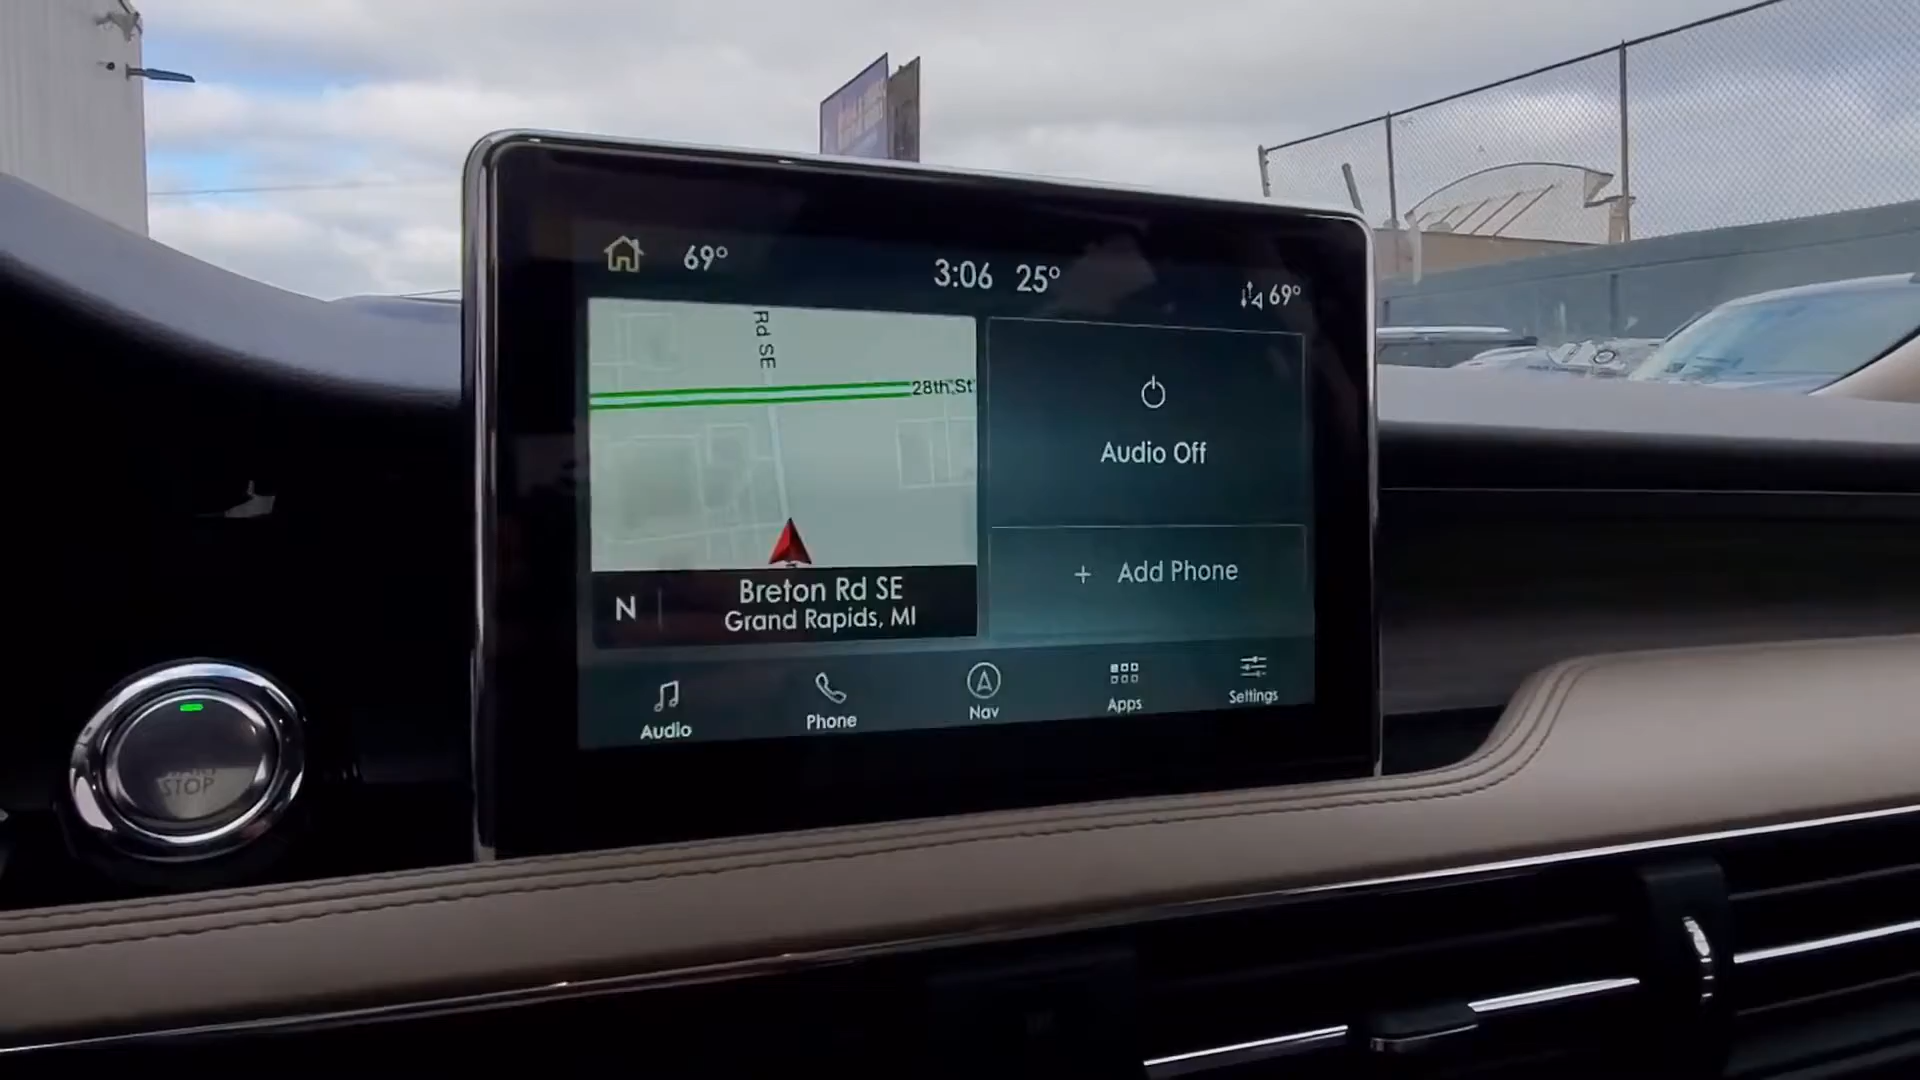 69°
3:06 25°
69°
Rd SE
28th St
Audio Off
+ Add Phone
N
Breton Rd SE
Grand Rapids, MI
Audio
Phone
Nav
Apps
Settings
START
STOP